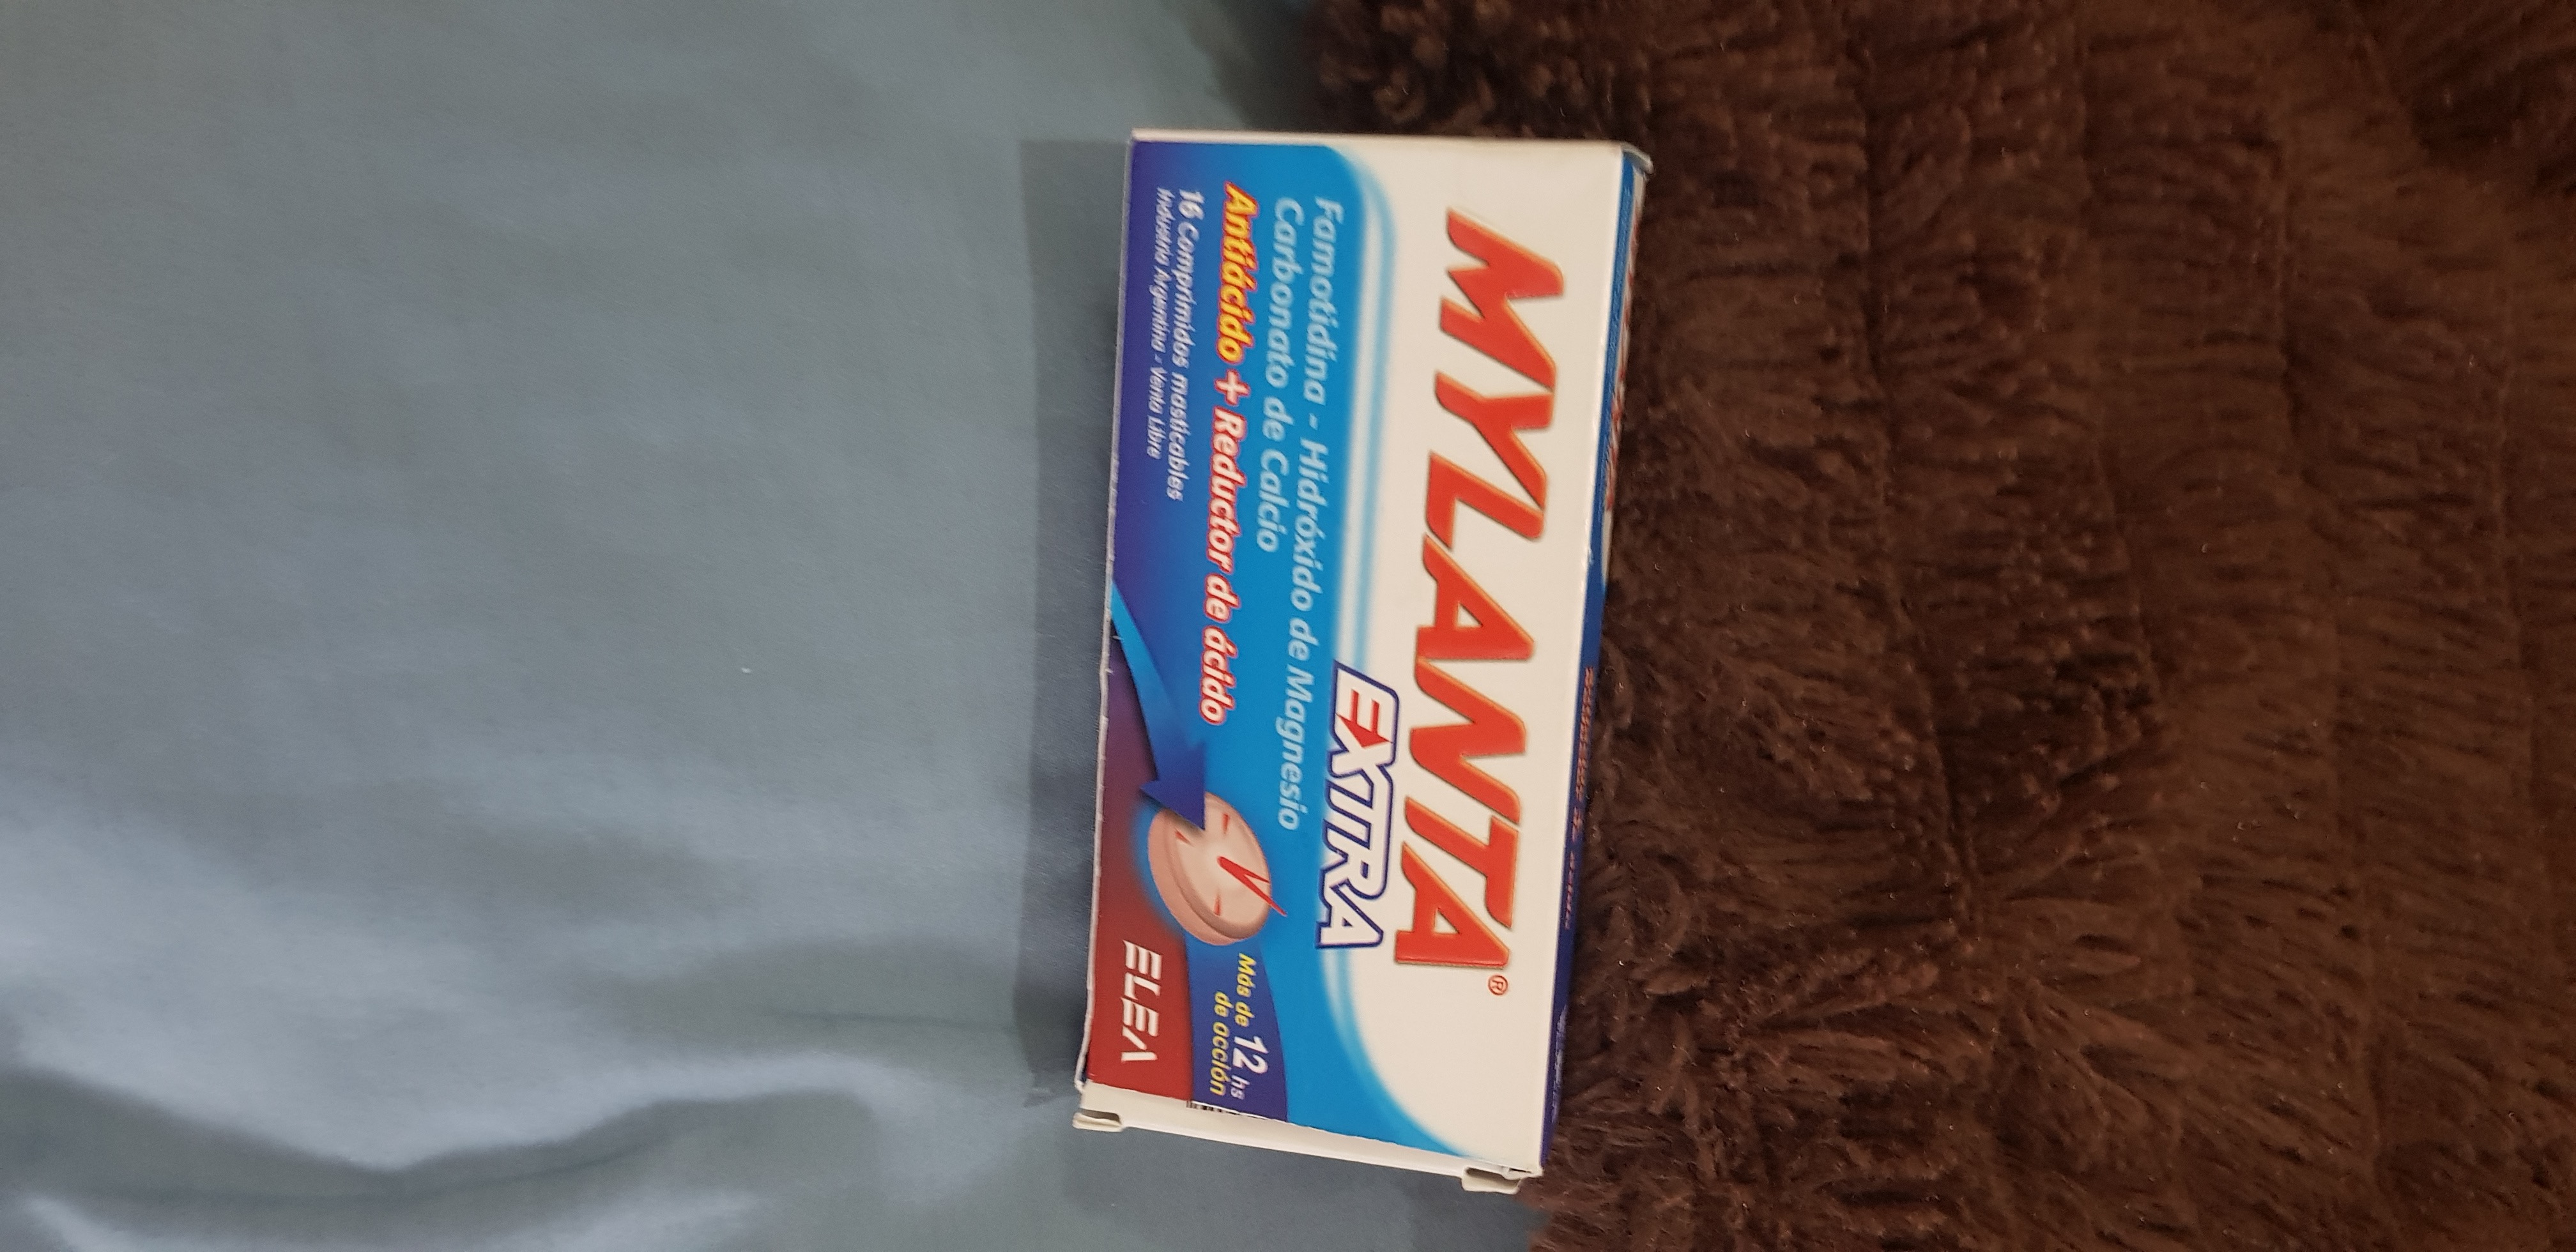 MYLANTA®
EXTRA
Famotidina - Hidróxido de Magnesio
Carbonato de Calcio
Antiácido + Reductor de ácido
16 Comprimidos masticables
Industria Argentina - Venta Libre
Más de 12 hs
de acción
ELEA